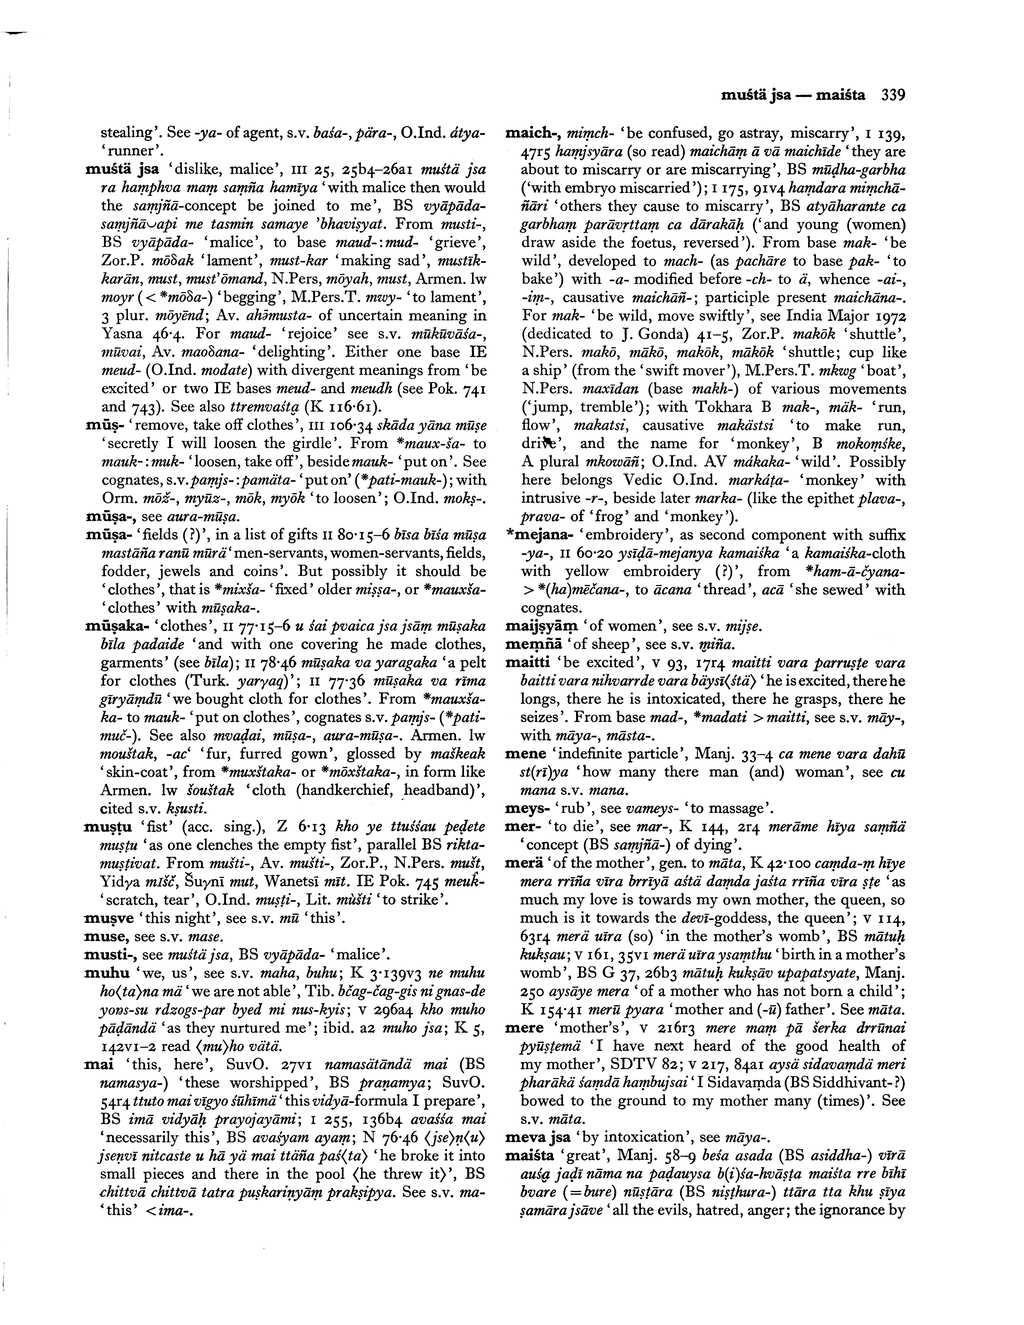 muśtä jsa — maiśta 339
stealing’. See -ya- of agent, s.v. baśa-, pära-, O.Ind. átya-
‘runner’.
muśtä jsa ‘dislike, malice’, III 25, 25b4–26a1 muśtä jsa
ra haṃphva maṃ saṃña hamīya ‘with malice then would
the saṃjñā-concept be joined to me’, BS vyāpāda-
saṃjñā◡api me tasmin samaye ’bhaviṣyat. From musti-,
BS vyāpāda- ‘malice’, to base maud-: mud- ‘grieve’,
Zor.P. mōδak ‘lament’, must-kar ‘making sad’, mustīk-
karān, must, must’ōmand, N.Pers, mōyah, must, Armen. lw
moyr (< *mōδa-) ‘begging’, M.Pers.T. mwy- ‘to lament’,
3 plur. mōyēnd; Av. ahə̄musta- of uncertain meaning in
Yasna 46·4. For maud- ‘rejoice’ see s.v. mūkūvāśa-,
mūvai, Av. maoδana- ‘delighting’. Either one base IE
meud- (O.Ind. modate) with divergent meanings from ‘be
excited’ or two IE bases meud- and meudh (see Pok. 741
and 743). See also ttremvaśtą (K 116·61).
mūṣ- ‘remove, take off clothes’, III 106·34 skāda yāna mūṣe
‘secretly I will loosen the girdle’. From *maux-ša- to
mauk-: muk- ‘loosen, take off’, beside mauk- ‘put on’. See
cognates, s.v. paṃjs-: pamäta- ‘put on’ (*pati-mauk-); with
Orm. mōž-, myūz-, mōk, myōk ‘to loosen’; O.Ind. mokṣ-.
mūṣa-, see aura-mūṣa.
mūṣa- ‘fields (?)’, in a list of gifts II 80·15–6 bīsa bīśa mūṣa
mastāña ranū mūrä ‘men-servants, women-servants, fields,
fodder, jewels and coins’. But possibly it should be
‘clothes’, that is *mixša- ‘fixed’ older miṣṣa-, or *mauxša-
‘clothes’ with mūṣaka-.
mūṣaka- ‘clothes’, II 77·15–6 u śai pvaica jsa jsāṃ mūṣaka
bīla padaide ‘and with one covering he made clothes,
garments’ (see bīla); II 78·46 mūṣaka va yaragaka ‘a pelt
for clothes (Turk. yaryaq)’; II 77·36 mūṣaka va rīma
gīryāṃdū ‘we bought cloth for clothes’. From *mauxša-
ka- to mauk- ‘put on clothes’, cognates s.v. paṃjs- (*pati-
muč-). See also mvaḍai, mūṣa-, aura-mūṣa-. Armen. lw
mouštak, -ac‘ ‘fur, furred gown’, glossed by maškeak
‘skin-coat’, from *muxštaka- or *mōxštaka-, in form like
Armen. lw šouštak ‘cloth (handkerchief, headband)’,
cited s.v. kṣusti.
muṣṭu ‘fist’ (acc. sing.), Z 6·13 kho ye ttuśśau peḍete
muṣṭu ‘as one clenches the empty fist’, parallel BS rikta-
muṣṭivat. From mušti-, Av. mušti-, Zor.P., N.Pers. mušt,
Yidγa mIšč, Šuγnī mut, Wanetsī mīt. IE Pok. 745 meuk̂-
‘scratch, tear’, O.Ind. muṣṭi-, Lit. mùšti ‘to strike’.
muṣve ‘this night’, see s.v. mū ‘this’.
muse, see s.v. mase.
musti-, see muśtä jsa, BS vyāpāda- ‘malice’.
muhu ‘we, us’, see s.v. maha, buhu; K 3·139v3 ne muhu
ho⟨ta⟩na mä ‘we are not able’, Tib. bčag-čag-gis ni gnas-de
yoṅs-su rdzogs-par byed mi nus-kyis; V 296a4 kho muho
päḍāndä ‘as they nurtured me’; ibid. a2 muho jsa; K 5,
142v1–2 read ⟨mu⟩ho vätä.
mai ‘this, here’, SuvO. 27v1 namasätāndä mai (BS
namasya-) ‘these worshipped’, BS praṇamya; SuvO.
54r4 ttuto mai vīgyo śūhīmä ‘this vidyā-formula I prepare’,
BS imā vidyāḥ prayojayāmi; I 255, 136b4 avaśśa mai
‘necessarily this’, BS avaśyam ayaṃ; N 76·46 ⟨jse⟩ṇ⟨u⟩
jseṇvī nitcaste u hā yä mai ttäña paś⟨ta⟩ ‘he broke it into
small pieces and there in the pool ⟨he threw it⟩’, BS
chittvā chittvā tatra puṣkariṇyāṃ prakṣipya. See s.v. ma-
‘this’ <ima-.
maich-, miṃch- ‘be confused, go astray, miscarry’, I 139,
47r5 haṃjsyāra (so read) maichāṃ ā vā maichīde ‘they are
about to miscarry or are miscarrying’, BS mūḍha-garbha
(‘with embryo miscarried’); I 175, 91v4 haṃdara miṃchā-
ñāri ‘others they cause to miscarry’, BS atyāharante ca
garbhaṃ parāvṛttaṃ ca dārakāḥ (‘and young (women)
draw aside the foetus, reversed’). From base mak- ‘be
wild’, developed to mach- (as pachāre to base pak- ‘to
bake’) with -a- modified before -ch- to ä, whence -ai-,
-iṃ-, causative maichāñ-; participle present maichāna-.
For mak- ‘be wild, move swiftly’, see India Major 1972
(dedicated to J. Gonda) 41–5, Zor.P. makōk ‘shuttle’,
N.Pers. makō, mākō, makōk, mākōk ‘shuttle; cup like
a ship’ (from the ‘swift mover’), M.Pers.T. mkwg ‘boat’,
N.Pers. maxīdan (base makh-) of various movements
(‘jump, tremble’); with Tokhara B mak-, mäk- ‘run,
flow’, makatsi, causative makästsi ‘to make run,
drive’, and the name for ‘monkey’, B mokoṃśke,
A plural mkowāñ; O.Ind. AV mákaka- ‘wild’. Possibly
here belongs Vedic O.Ind. markáṭa- ‘monkey’ with
intrusive -r-, beside later marka- (like the epithet plava-,
prava- of ‘frog’ and ‘monkey’).
*mejana- ‘embroidery’, as second component with suffix
-ya-, II 60·20 ysīḍā-mejanya kamaiśka ‘a kamaiśka-cloth
with yellow embroidery (?)’, from *ham-ā-čyana-
> *(ha)mēčana-, to ācana ‘thread’, acā ‘she sewed’ with
cognates.
maijṣyāṃ ‘of women’, see s.v. mijṣe.
meṃñā ‘of sheep’, see s.v. miña.
maitti ‘be excited’, V 93, 17r4 maitti vara parruṣṭe vara
baitti vara nihvarrde vara bäysī⟨śtä⟩ ‘he is excited, there he
longs, there he is intoxicated, there he grasps, there he
seizes’. From base mad-, *madati > maitti, see s.v. māy-,
with māya-, māsta-.
mene ‘indefinite particle’, Manj. 33–4 ca mene vara dahū
st(rī)ya ‘how many there man (and) woman’, see cu
mana s.v. mana.
meys- ‘rub’, see vameys- ‘to massage’.
mer- ‘to die’, see mar-, K 144, 2r4 merāme hīya saṃñä
‘concept (BS saṃjñā-) of dying’.
merä ‘of the mother’, gen. to māta, K 42·100 caṃda-ṃ hīye
mera rrīña vīra brrīyā aśtä daṃda jaśta rrīña vīra ṣṭe ‘as
much my love is towards my own mother, the queen, so
much is it towards the devī-goddess, the queen’; V 114,
63r4 merä uīra (so) ‘in the mother’s womb’, BS mātuḥ
kukṣau; V 161, 35v1 merä uīra ysaṃthu ‘birth in a mother’s
womb’, BS G 37, 26b3 mātuḥ kukṣāv upapatsyate, Manj.
250 aysāye mera ‘of a mother who has not born a child’;
K 154·41 merū pyara ‘mother and (-ū) father’. See māta.
mere ‘mother’s’, V 216r3 mere maṃ pā śerka drrūnai
pyūṣṭemä ‘I have next heard of the good health of
my mother’, SDTV 82; V 217, 84a1 aysä sidavaṃdä meri
pharākä śaṃdā haṃbujsai ‘I Sidavaṃda (BS Siddhivant-?)
bowed to the ground to my mother many (times)’. See
s.v. māta.
meva jsa ‘by intoxication’, see māya-.
maiśta ‘great’, Manj. 58–9 beśa asada (BS asiddha-) vīrā
auśą jaḍī nāma na padauysa b(i)śa-hvāṣṭa maiśta rre bīhī
bvare (= bure) nūṣṭāra (BS niṣṭhura-) ttāra tta khu ṣīya
ṣamāra jsāve ‘all the evils, hatred, anger; the ignorance by